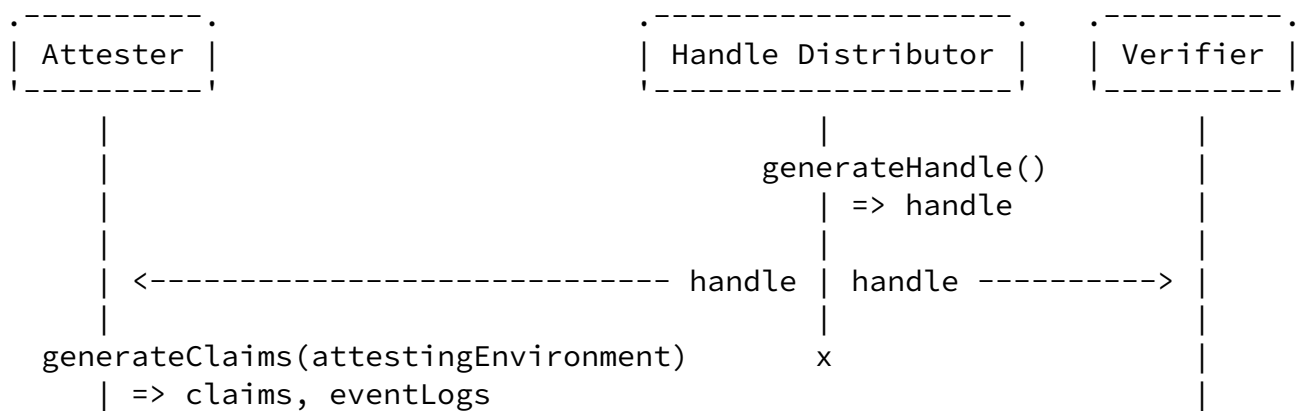 Attester Handle Distributor Verifier
generateHandle()
=> handle
<----------------------------- handle | handle ---------->
generateClaims(attestingEnvironment) x
=> claims, eventLogs